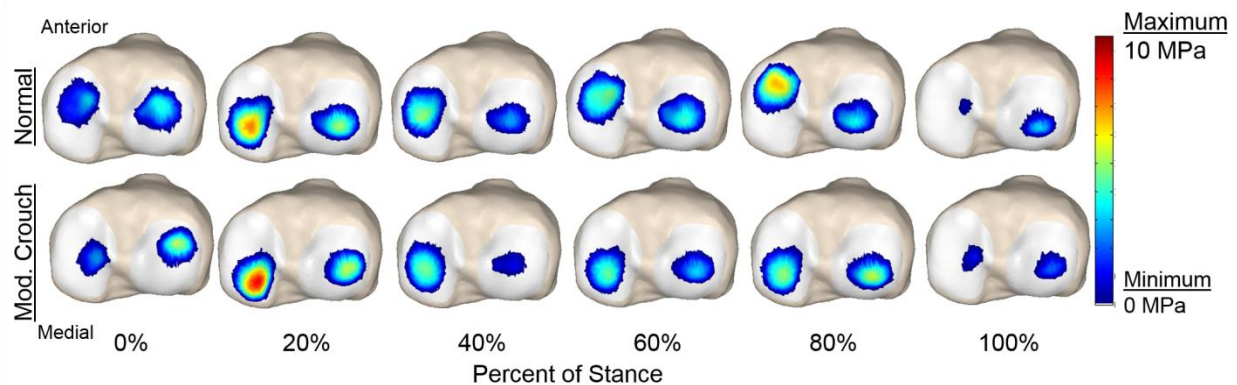 Anterior
Normal
Mod. Crouch
Medial
0%
20%
40%
60%
80%
100%
Percent of Stance
Maximum
10 MPa
Minimum
0 MPa